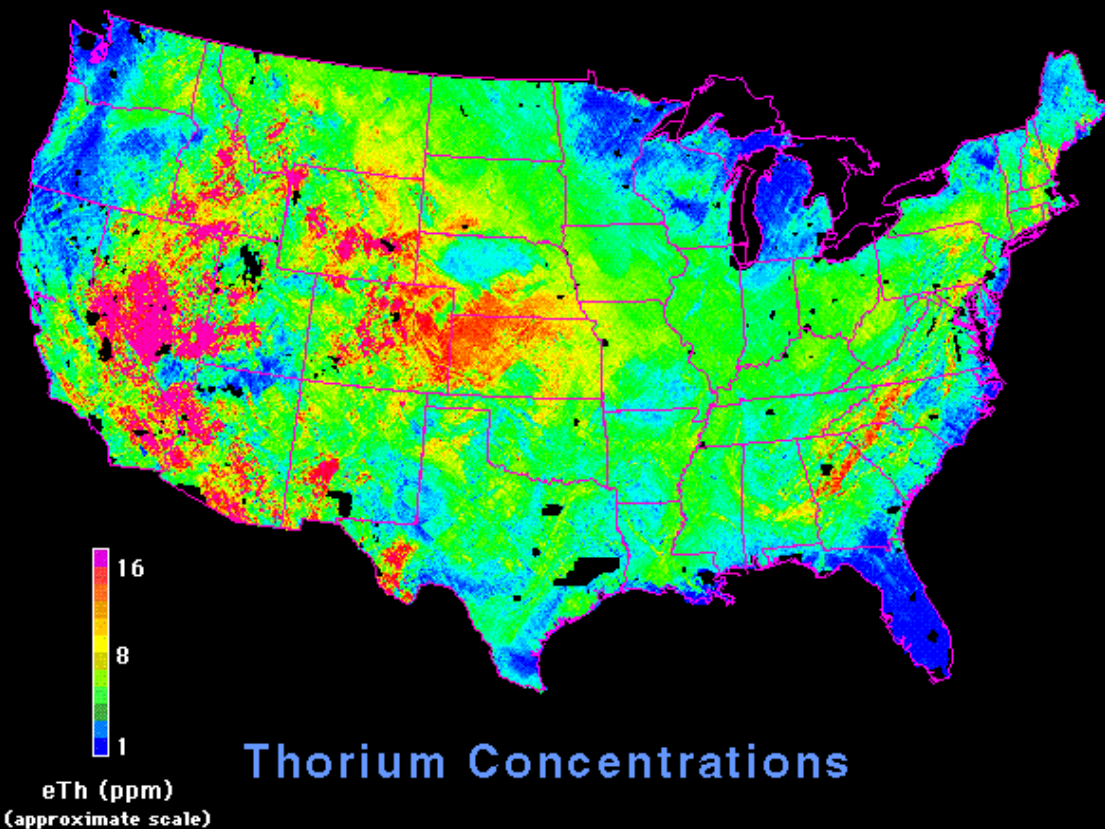 16
8
1
Thorium Concentrations
eTh (ppm)
(approximate scale)